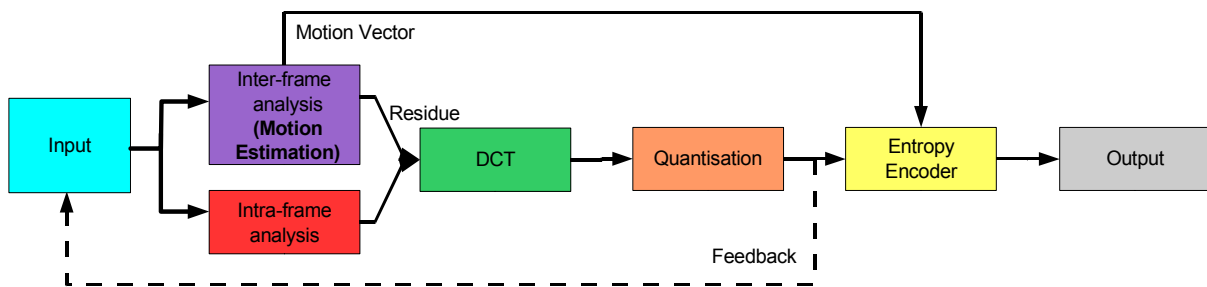 Motion Vector
Input
Inter-frame
analysis
(Motion
Estimation)
Residue
Intra-frame
analysis
DCT
Quantisation
Entropy
Encoder
Output
Feedback